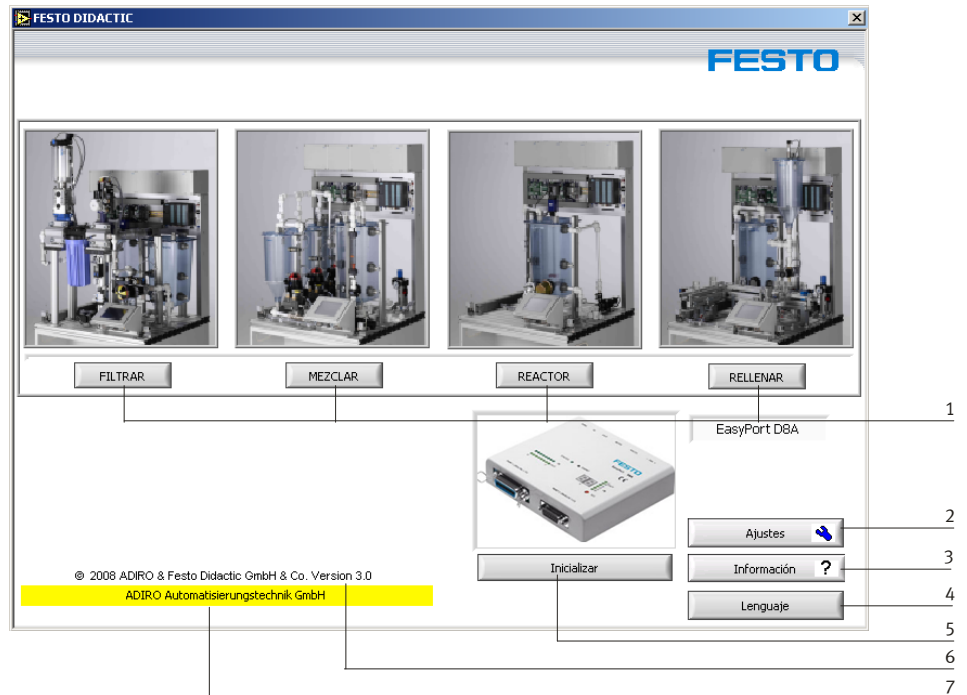 FESTO DIDACTIC
FESTO
FILTRAR
MEZCLAR
REACTOR
RELLENAR
1
EasyPort D8A
FESTO
2
Ajustes
3
Información ?
4
Lenguaje
Inicializar
5
© 2008 ADIRO & Festo Didactic GmbH & Co. Version 3.0
6
ADIRO Automatisierungstechnik GmbH
7